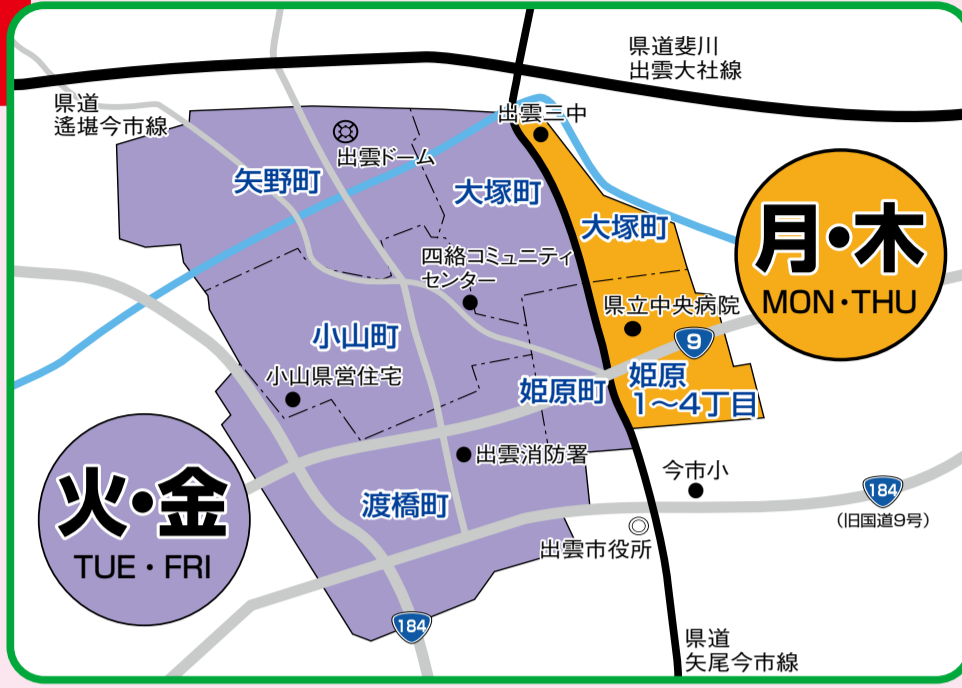 県道斐川
出雲大社線
県道
遙堪今市線
出雲三中
出雲ドーム
矢野町
大塚町
大塚町
月・木
MON・THU
四絡コミュニティ
センター
県立中央病院
9
小山町
小山県営住宅
姫原町
姫原
1〜4丁目
火・金
TUE・FRI
出雲消防署
今市小
184
(旧国道9号)
渡橋町
出雲市役所
184
県道
矢尾今市線